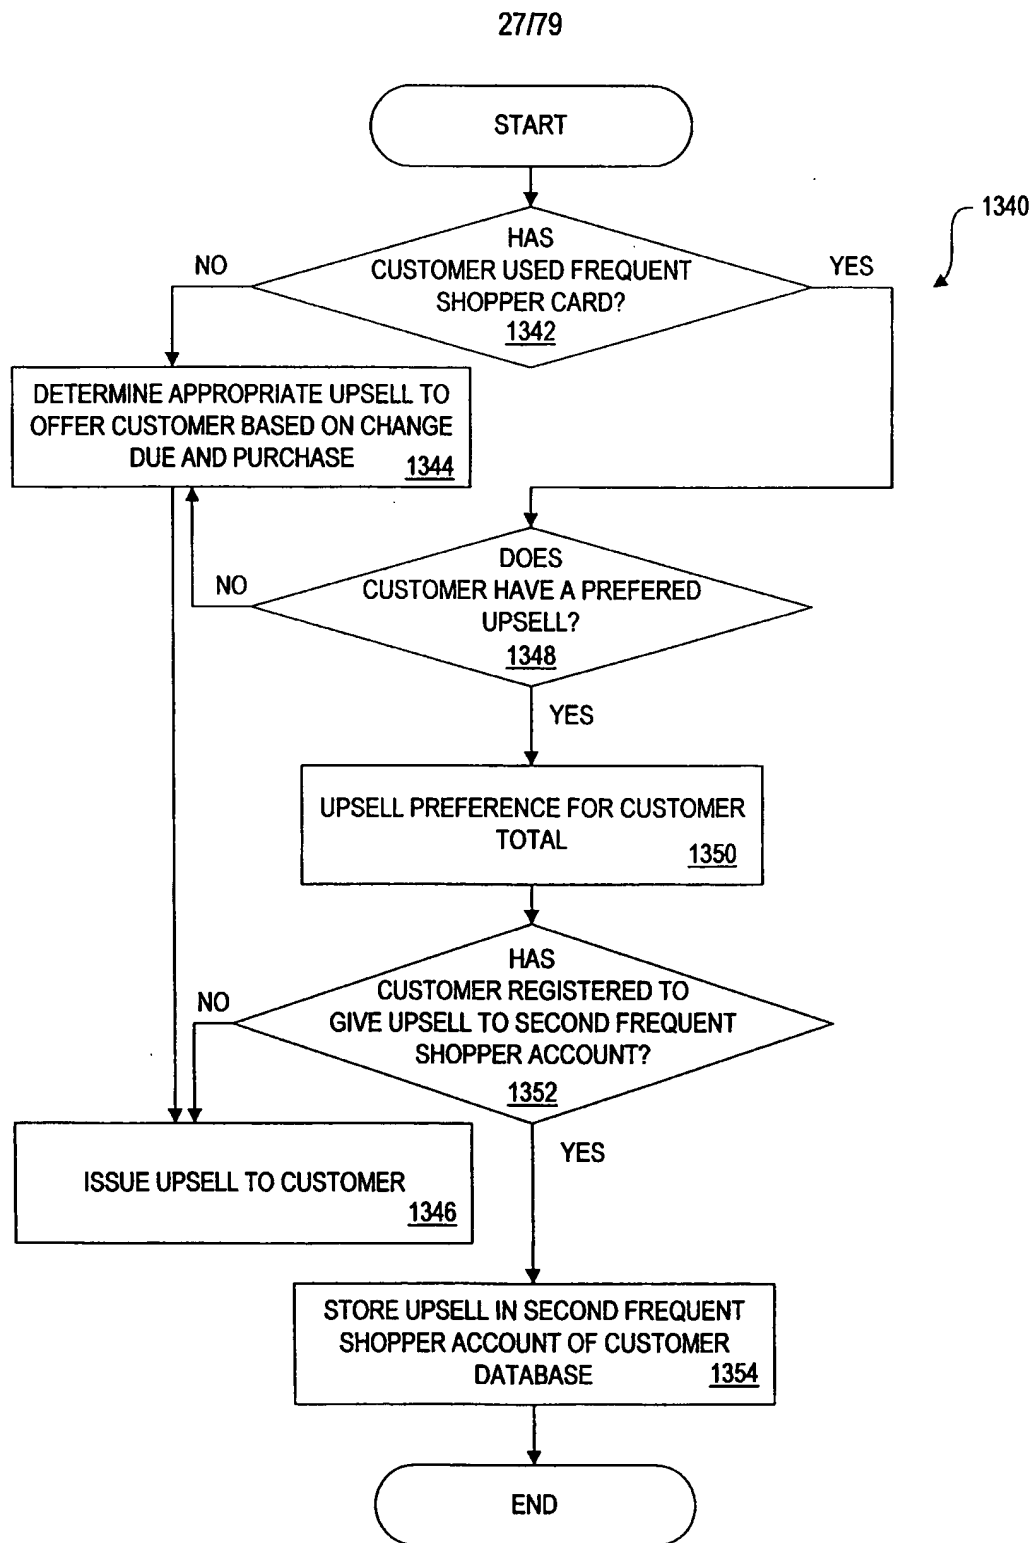 27/79
START
1340
HAS
CUSTOMER USED FREQUENT
SHOPPER CARD?
1342
NO
YES
DETERMINE APPROPRIATE UPSELL TO
OFFER CUSTOMER BASED ON CHANGE
DUE AND PURCHASE
1344
DOES
CUSTOMER HAVE A PREFERED
UPSELL?
1348
NO
YES
UPSELL PREFERENCE FOR CUSTOMER
TOTAL
1350
HAS
CUSTOMER REGISTERED TO
GIVE UPSELL TO SECOND FREQUENT
SHOPPER ACCOUNT?
1352
NO
YES
ISSUE UPSELL TO CUSTOMER
1346
STORE UPSELL IN SECOND FREQUENT
SHOPPER ACCOUNT OF CUSTOMER
DATABASE
1354
END